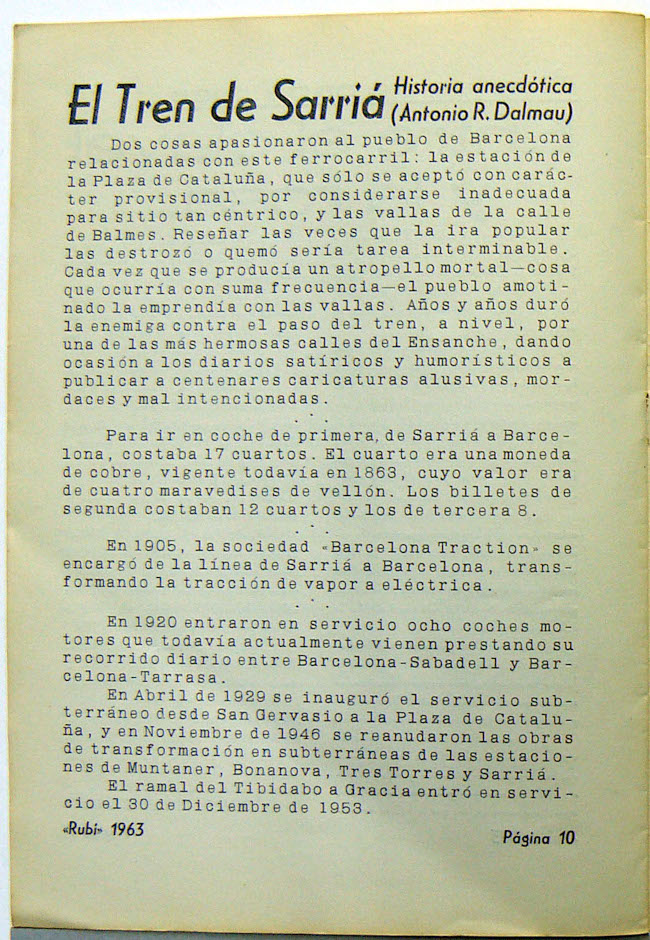 El Tren de Sarriá Historia anecdótica
(Antonio R. Dalmau)
Dos cosas apasionaron al pueblo de Barcelona
relacionadas con este ferrocarril: la estación de
la Plaza de Cataluña, que sólo se aceptó con carác-
ter provisional, por considerarse inadecuada
para sitio tan céntrico, y las vallas de la calle
de Balmes. Reseñar las veces que la ira popular
las destrozó o quemó sería tarea interminable.
Cada vez que se producía un atropello mortal—cosa
que ocurría con suma frecuencia—el pueblo amoti-
nado la emprendía con las vallas. Años y años duró
la enemiga contra el paso del tren, a nivel, por
una de las más hermosas calles del Ensanche, dando
ocasión a los diarios satíricos y humorísticos a
publicar a centenares caricaturas alusivas, mor-
daces y mal intencionadas.
Para ir en coche de primera, de Sarriá a Barce-
lona, costaba 17 cuartos. El cuarto era una moneda
de cobre, vigente todavía en 1863, cuyo valor era
de cuatro maravedises de vellón. Los billetes de
segunda costaban 12 cuartos y los de tercera 8.
En 1905, la sociedad «Barcelona Traction» se
encargó de la línea de Sarriá a Barcelona, trans-
formando la tracción de vapor a eléctrica.
En 1920 entraron en servicio ocho coches mo-
tores que todavía actualmente vienen prestando su
recorrido diario entre Barcelona-Sabadell y Bar-
celona-Tarrasa.
En Abril de 1929 se inauguró el servicio sub-
terráneo desde San Gervasio a la Plaza de Catalu-
ña, y en Noviembre de 1946 se reanudaron las obras
de transformación en subterráneas de las estacio-
nes de Muntaner, Bonanova, Tres Torres y Sarriá.
El ramal del Tibidabo a Gracia entró en servi-
cio el 30 de Diciembre de 1953.
«Rubí» 1963
Página 10